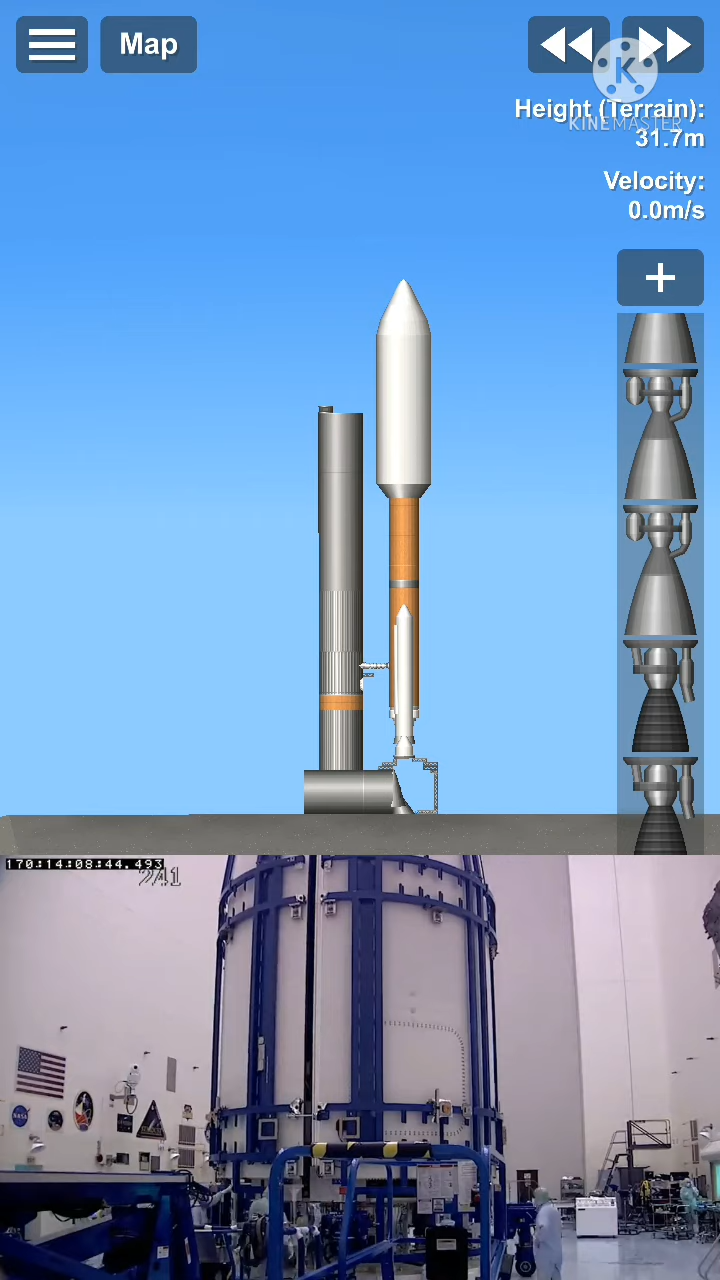 Map
K
Height (Terrain):
KINEMASTER
31.7m
Velocity:
0.0m/s
+
170:14:08:44.493
241
NASA